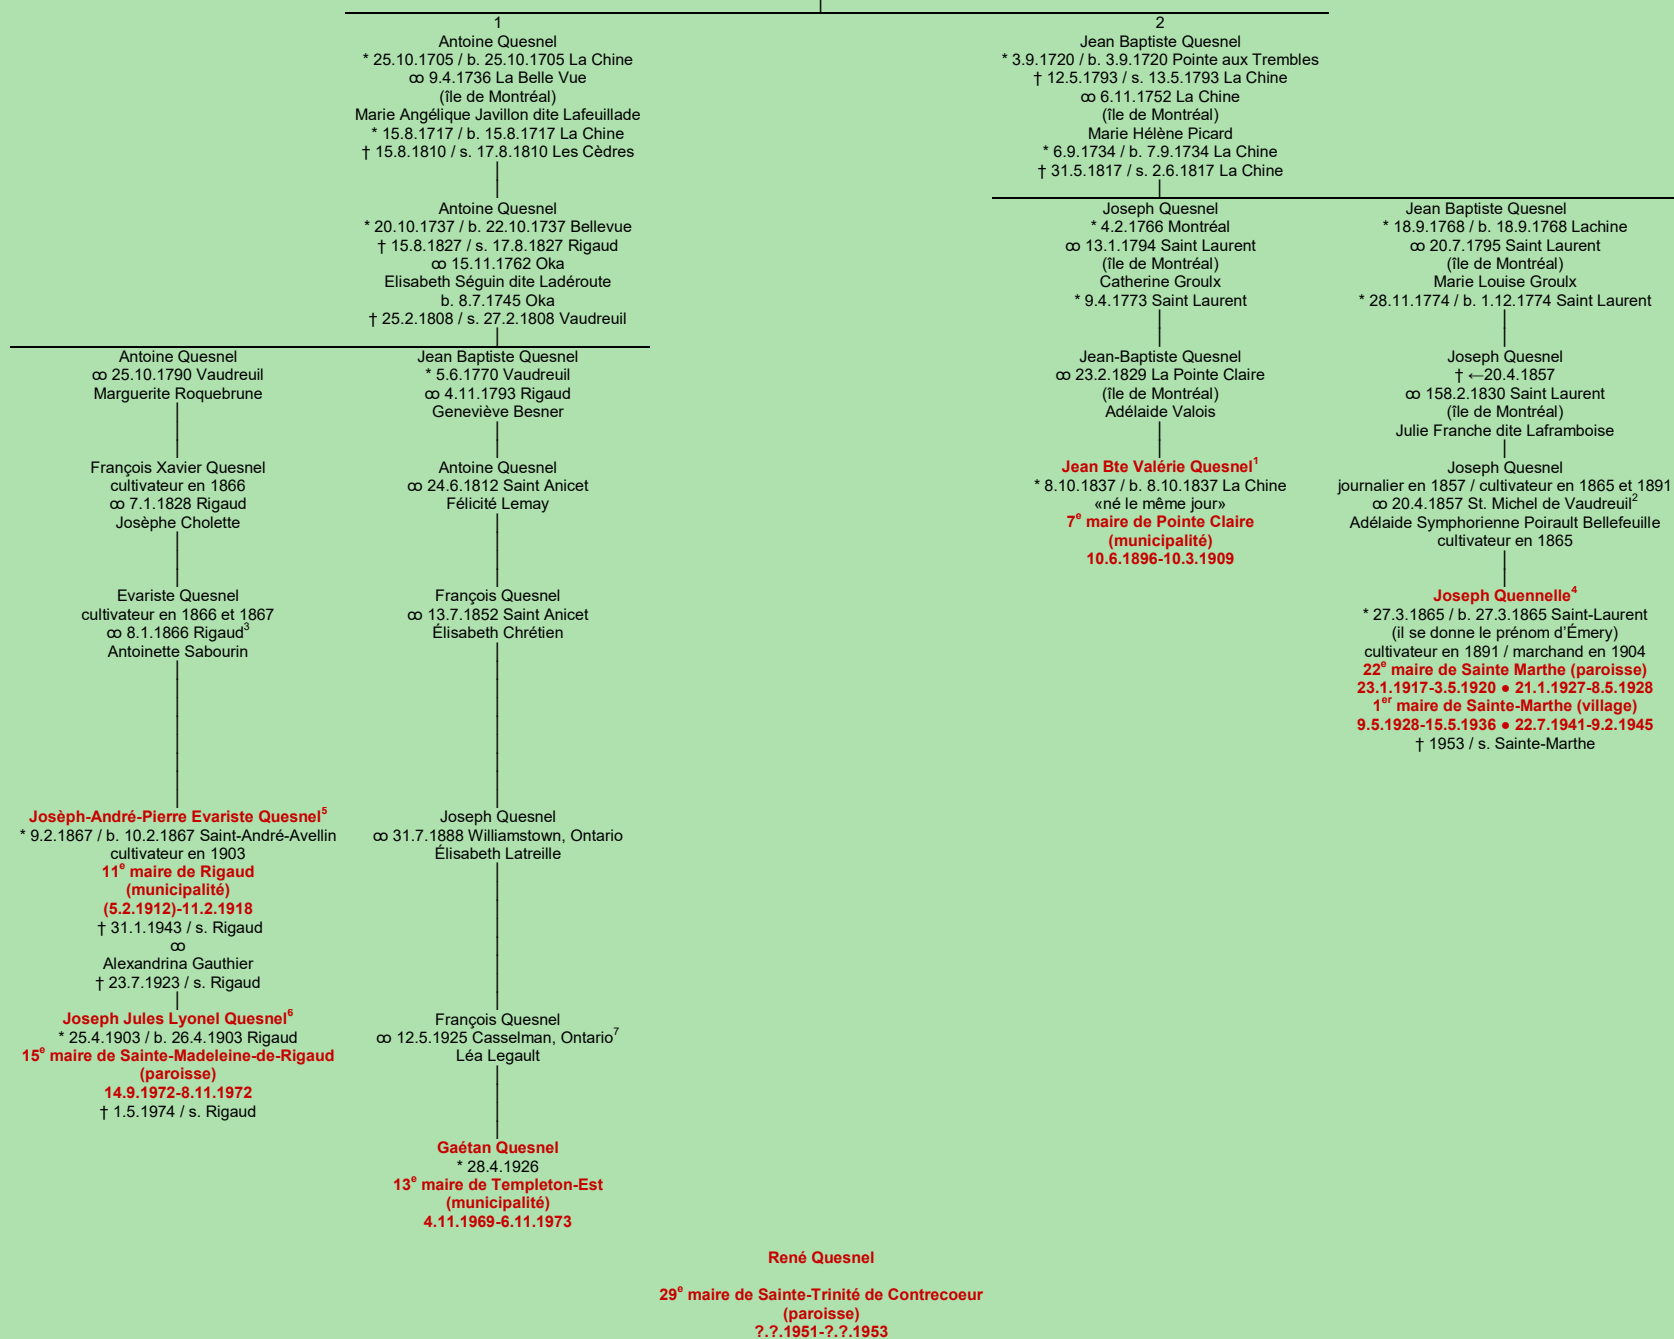 1
Antoine Quesnel
* 25.10.1705 / b. 25.10.1705 La Chine
∞ 9.4.1736 La Belle Vue
(île de Montréal)
Marie Angélique Javillon dite Lafeuillade
* 15.8.1717 / b. 15.8.1717 La Chine
† 15.8.1810 / s. 17.8.1810 Les Cèdres
2
Jean Baptiste Quesnel
* 3.9.1720 / b. 3.9.1720 Pointe aux Trembles
† 12.5.1793 / s. 13.5.1793 La Chine
∞ 6.11.1752 La Chine
(île de Montréal)
Marie Hélène Picard
* 6.9.1734 / b. 7.9.1734 La Chine
† 31.5.1817 / s. 2.6.1817 La Chine
Antoine Quesnel
* 20.10.1737 / b. 22.10.1737 Bellevue
† 15.8.1827 / s. 17.8.1827 Rigaud
∞ 15.11.1762 Oka
Elisabeth Séguin dite Ladéroute
b. 8.7.1745 Oka
† 25.2.1808 / s. 27.2.1808 Vaudreuil
Joseph Quesnel
* 4.2.1766 Montréal
∞ 13.1.1794 Saint Laurent
(île de Montréal)
Catherine Groulx
* 9.4.1773 Saint Laurent
Jean Baptiste Quesnel
* 18.9.1768 / b. 18.9.1768 Lachine
∞ 20.7.1795 Saint Laurent
(île de Montréal)
Marie Louise Groulx
* 28.11.1774 / b. 1.12.1774 Saint Laurent
Antoine Quesnel
∞ 25.10.1790 Vaudreuil
Marguerite Roquebrune
Jean Baptiste Quesnel
* 5.6.1770 Vaudreuil
∞ 4.11.1793 Rigaud
Geneviève Besner
Jean-Baptiste Quesnel
∞ 23.2.1829 La Pointe Claire
(île de Montréal)
Adélaide Valois
Joseph Quesnel
† ←20.4.1857
∞ 158.2.1830 Saint Laurent
(île de Montréal)
Julie Franche dite Laframboise
François Xavier Quesnel
cultivateur en 1866
∞ 7.1.1828 Rigaud
Josèphe Cholette
Antoine Quesnel
∞ 24.6.1812 Saint Anicet
Félicité Lemay
Jean Bte Valérie Quesnel¹
* 8.10.1837 / b. 8.10.1837 La Chine
«né le même jour»
7e maire de Pointe Claire
(municipalité)
10.6.1896-10.3.1909
Joseph Quesnel
journalier en 1857 / cultivateur en 1865 et 1891
∞ 20.4.1857 St. Michel de Vaudreuil²
Adélaide Symphorienne Poirault Bellefeuille
cultivateur en 1865
Evariste Quesnel
cultivateur en 1866 et 1867
∞ 8.1.1866 Rigaud³
Antoinette Sabourin
François Quesnel
∞ 13.7.1852 Saint Anicet
Élisabeth Chrétien
Joseph Quennelle⁴
* 27.3.1865 / b. 27.3.1865 Saint-Laurent
(il se donne le prénom d'Émery)
cultivateur en 1891 / marchand en 1904
22e maire de Sainte Marthe (paroisse)
23.1.1917-3.5.1920 ● 21.1.1927-8.5.1928
1er maire de Sainte-Marthe (village)
9.5.1928-15.5.1936 ● 22.7.1941-9.2.1945
† 1953 / s. Sainte-Marthe
Josèph-André-Pierre Evariste Quesnel⁵
* 9.2.1867 / b. 10.2.1867 Saint-André-Avellin
cultivateur en 1903
11e maire de Rigaud
(municipalité)
(5.2.1912)-11.2.1918
† 31.1.1943 / s. Rigaud
∞
Alexandrina Gauthier
† 23.7.1923 / s. Rigaud
Joseph Quesnel
∞ 31.7.1888 Williamstown, Ontario
Élisabeth Latreille
Joseph Jules Lyonel Quesnel⁶
* 25.4.1903 / b. 26.4.1903 Rigaud
15e maire de Sainte-Madeleine-de-Rigaud
(paroisse)
14.9.1972-8.11.1972
† 1.5.1974 / s. Rigaud
François Quesnel
∞ 12.5.1925 Casselman, Ontario⁷
Léa Legault
Gaétan Quesnel
* 28.4.1926
13e maire de Templeton-Est
(municipalité)
4.11.1969-6.11.1973
René Quesnel
29e maire de Sainte-Trinité de Contrecoeur
(paroisse)
?.?.1951-?.?.1953